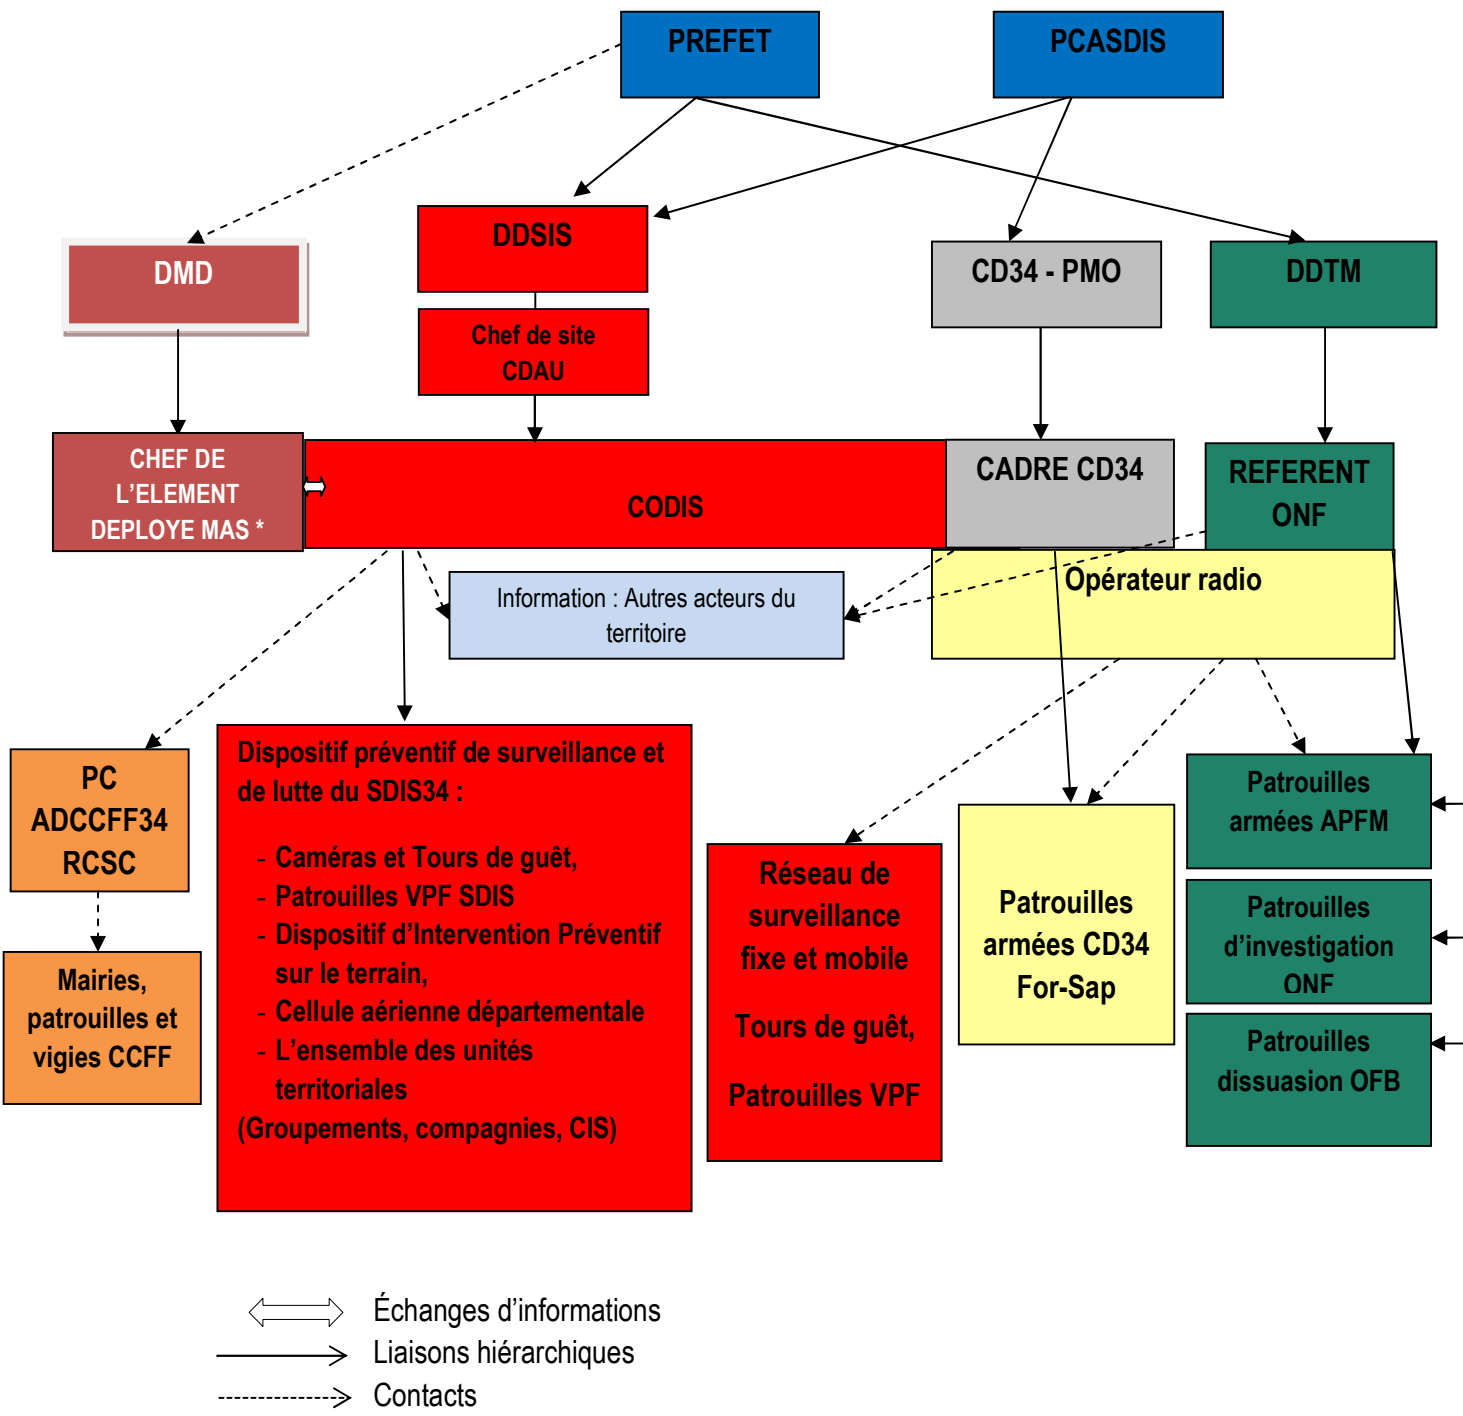 PREFET
PCASDIS
DDSIS
DMD
CD34 - PMO
DDTM
Chef de site
CDAU
CHEF DE
L’ELEMENT
DEPLOYE MAS *
CODIS
CADRE CD34
REFERENT
ONF
Information : Autres acteurs du
territoire
Opérateur radio
PC
ADCCFF34
RCSC
Mairies,
patrouilles et
vigies CCFF
Dispositif préventif de surveillance et
de lutte du SDIS34 :
- Caméras et Tours de guêt,
- Patrouilles VPF SDIS
- Dispositif d’Intervention Préventif
sur le terrain,
- Cellule aérienne départementale
- L’ensemble des unités
territoriales
(Groupements, compagnies, CIS)
Réseau de
surveillance
fixe et mobile
Tours de guêt,
Patrouilles VPF
Patrouilles
armées CD34
For-Sap
Patrouilles
armées APFM
Patrouilles
d’investigation
ONF
Patrouilles
dissuasion OFB
Échanges d’informations
Liaisons hiérarchiques
Contacts